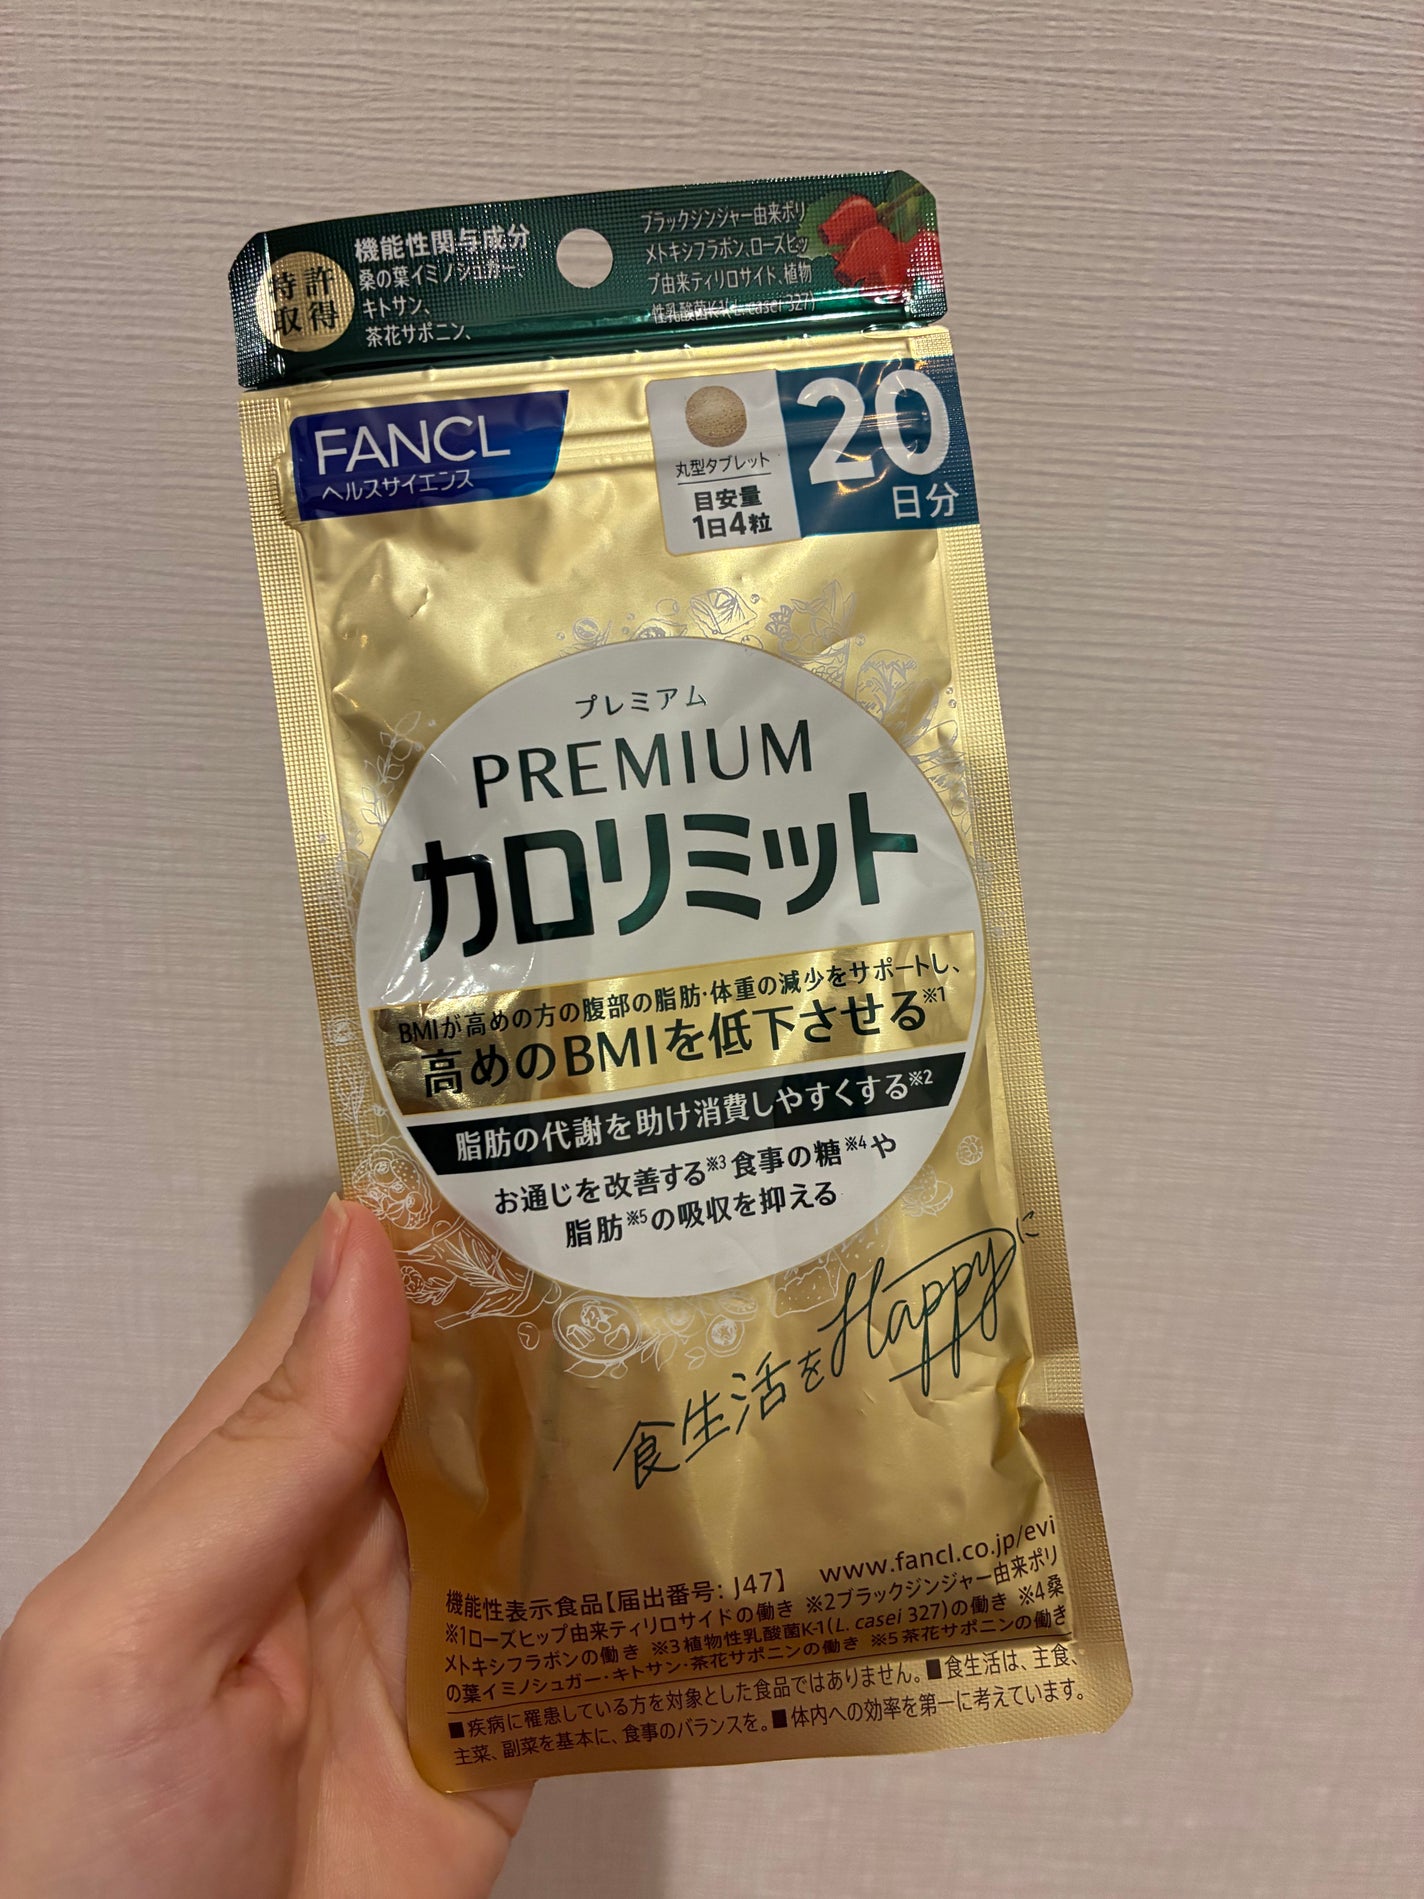 特許
取得
機能性関与成分
桑の葉イミノシュガー、
キトサン、
茶花サポニン、
ブラックジンジャー由来ポリ
メトキシフラボン、ローズヒッ
プ由来ティリロサイド、植物
性乳酸菌K-1(L. casei 327)
FANCL
ヘルスサイエンス
丸型タブレット
目安量
1日4粒
20
日分
プレミアム
PREMIUM
カロリミット
BMIが高めの方の腹部の脂肪・体重の減少をサポートし、
高めのBMIを低下させる※1
脂肪の代謝を助け消費しやすくする※2
お通じを改善する※3食事の糖※4や
脂肪※5の吸収を抑える
食生活をHappyに
www.fancl.co.jp/evi
機能性表示食品【届出番号: J47】
※1ローズヒップ由来ティリロサイドの働き ※2ブラックジンジャー由来ポリ
メトキシフラボンの働き ※3植物性乳酸菌K-1(L. casei 327)の働き ※4桑
の葉イミノシュガー・キトサン・茶花サポニンの働き ※5茶花サポニンの働き
■疾病に罹患している方を対象とした食品ではありません。■食生活は、主食、
主菜、副菜を基本に、食事のバランスを。■体内への効率を第一に考えています。